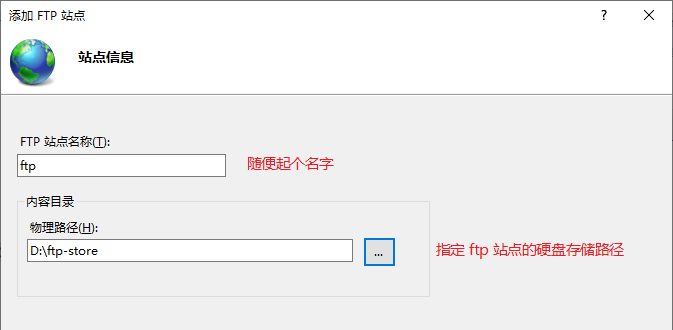 添加 FTP 站点
站点信息
FTP 站点名称(T):
ftp 随便起个名字
内容目录
物理路径(H):
D:\ftp-store ... 指定 ftp 站点的硬盘存储路径